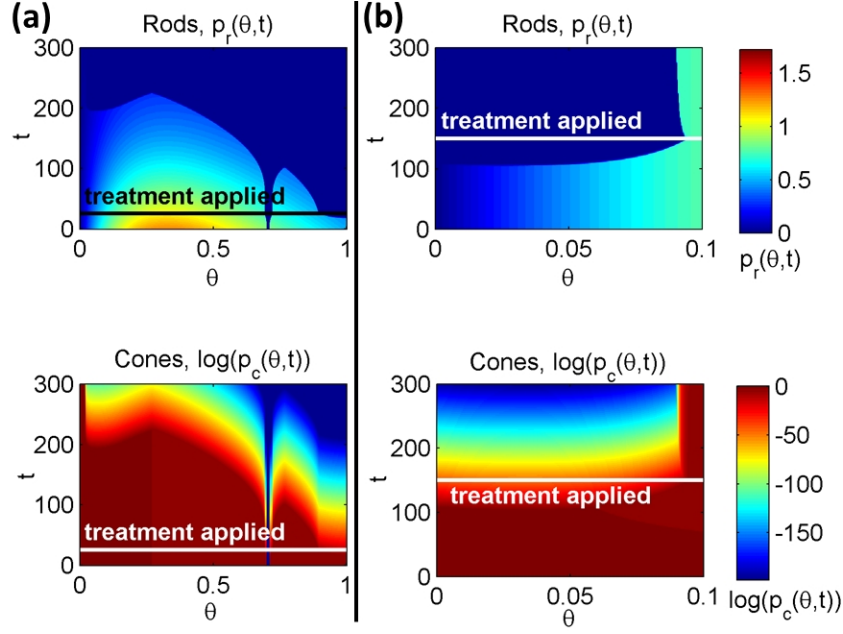 (a)
Rods, p_r(θ,t)
300
200
t
100
0
treatment applied
0 0.5 1
θ
(b)
Rods, p_r(θ,t)
300
200
t
100
0
treatment applied
0 0.05 0.1
θ
1.5
1
0.5
0
p_r(θ,t)
Cones, log(p_c(θ,t))
300
200
t
100
0
treatment applied
0 0.5 1
θ
Cones, log(p_c(θ,t))
300
200
t
100
0
treatment applied
0 0.05 0.1
θ
0
-50
-100
-150
log(p_c(θ,t))